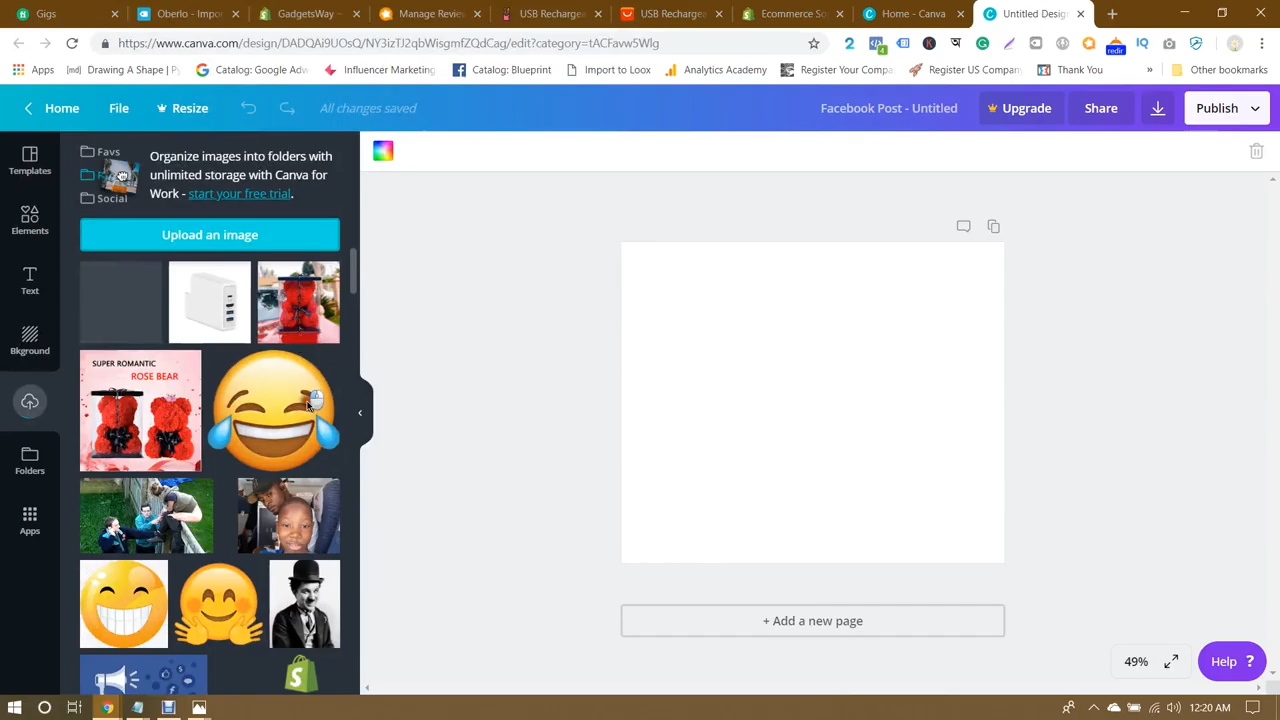 Gigs
Oberlo - Impor
GadgetsWay -
Manage Review
USB Rechargea
USB Rechargea
Ecommerce So
Home - Canva
Untitled Design
https://www.canva.com/design/DADQAi9UOsQ/NY3izTJ2qbWisgmfZQdCag/edit?category=tACFavw5Wlg
Apps
Drawing A Shape | Py
Catalog: Google Adw
Influencer Marketing
Catalog: Blueprint
Import to Loox
Analytics Academy
Register Your Compa
Register US Company
Thank You
»
Other bookmarks
Home
File
Resize
All changes saved
Facebook Post - Untitled
Upgrade
Share
Publish
Templates
Elements
Text
Bkground
Folders
Apps
Favs
Social
Organize images into folders with
unlimited storage with Canva for
Work - start your free trial.
Upload an image
SUPER ROMANTIC
ROSE BEAR
+ Add a new page
49%
Help ?
12:20 AM